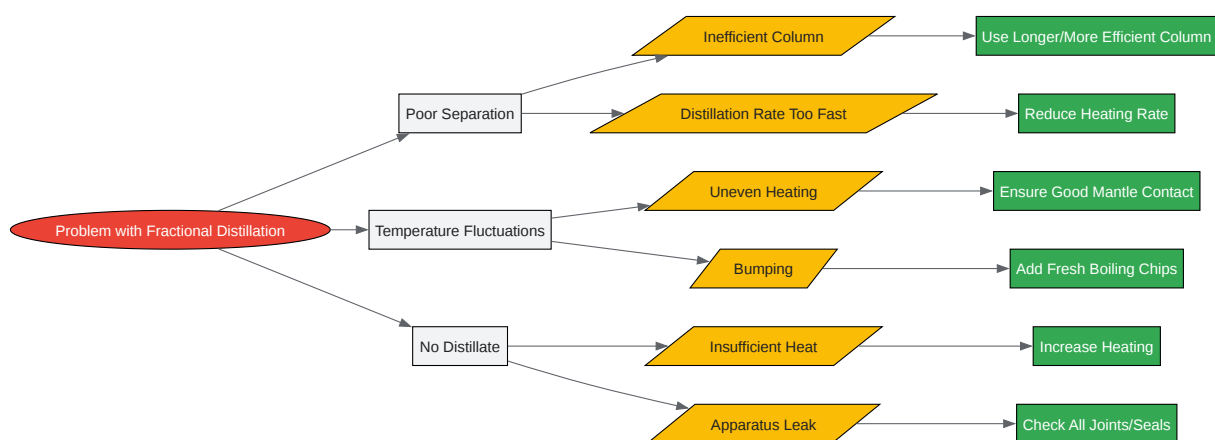 Inefficient Column
Use Longer/More Efficient Column
Poor Separation
Distillation Rate Too Fast
Reduce Heating Rate
Uneven Heating
Ensure Good Mantle Contact
Problem with Fractional Distillation
Temperature Fluctuations
Bumping
Add Fresh Boiling Chips
No Distillate
Insufficient Heat
Increase Heating
Apparatus Leak
Check All Joints/Seals